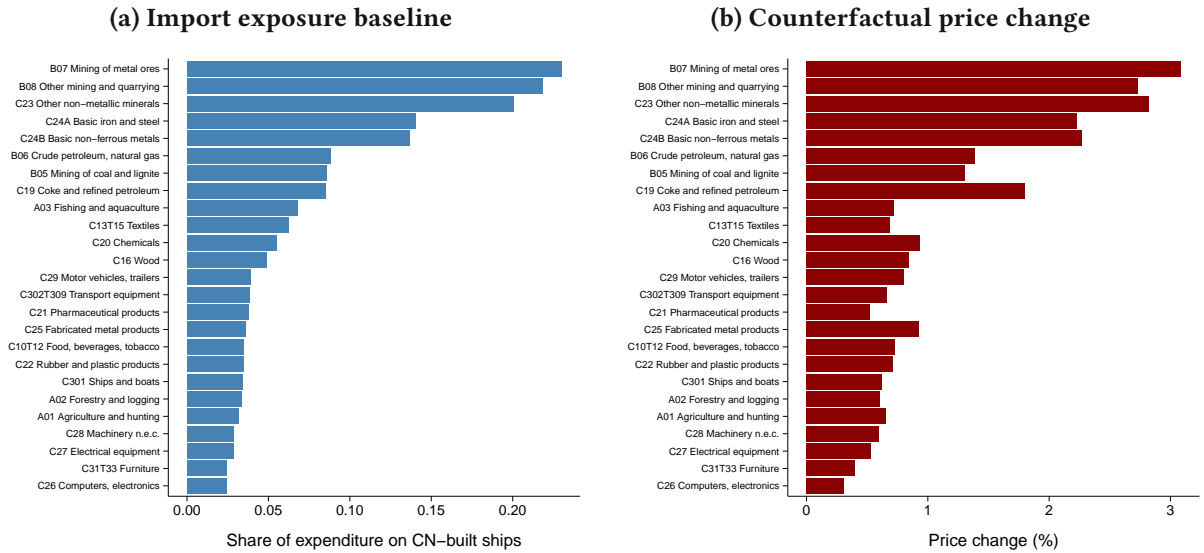 (a) Import exposure baseline
B07 Mining of metal ores
B08 Other mining and quarrying
C23 Other non−metallic minerals
C24A Basic iron and steel
C24B Basic non−ferrous metals
B06 Crude petroleum, natural gas
B05 Mining of coal and lignite
C19 Coke and refined petroleum
A03 Fishing and aquaculture
C13T15 Textiles
C20 Chemicals
C16 Wood
C29 Motor vehicles, trailers
C302T309 Transport equipment
C21 Pharmaceutical products
C25 Fabricated metal products
C10T12 Food, beverages, tobacco
C22 Rubber and plastic products
C301 Ships and boats
A02 Forestry and logging
A01 Agriculture and hunting
C28 Machinery n.e.c.
C27 Electrical equipment
C31T33 Furniture
C26 Computers, electronics
0.00 0.05 0.10 0.15 0.20
Share of expenditure on CN−built ships
(b) Counterfactual price change
B07 Mining of metal ores
B08 Other mining and quarrying
C23 Other non−metallic minerals
C24A Basic iron and steel
C24B Basic non−ferrous metals
B06 Crude petroleum, natural gas
B05 Mining of coal and lignite
C19 Coke and refined petroleum
A03 Fishing and aquaculture
C13T15 Textiles
C20 Chemicals
C16 Wood
C29 Motor vehicles, trailers
C302T309 Transport equipment
C21 Pharmaceutical products
C25 Fabricated metal products
C10T12 Food, beverages, tobacco
C22 Rubber and plastic products
C301 Ships and boats
A02 Forestry and logging
A01 Agriculture and hunting
C28 Machinery n.e.c.
C27 Electrical equipment
C31T33 Furniture
C26 Computers, electronics
0 1 2 3
Price change (%)